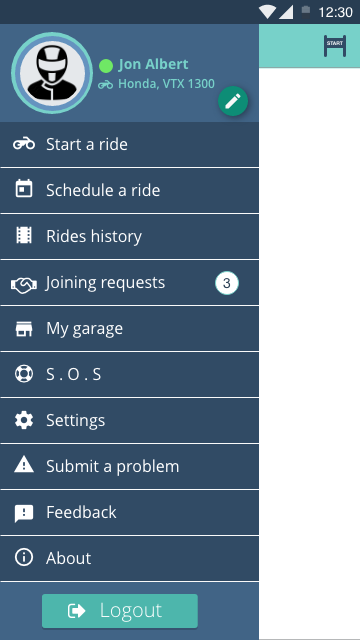 12:30
START
Jon Albert
Honda, VTX 1300
Start a ride
Schedule a ride
Rides history
Joining requests 3
My garage
S . O . S
Settings
Submit a problem
Feedback
About
Logout